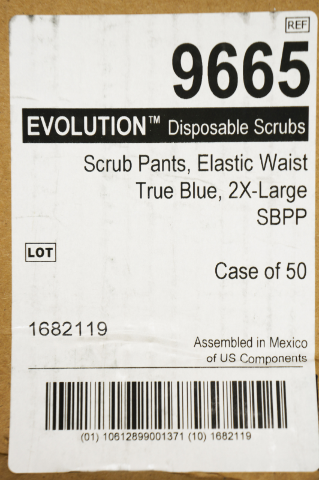 REF
9665
EVOLUTION™ Disposable Scrubs
Scrub Pants, Elastic Waist
True Blue, 2X-Large
SBPP
LOT
Case of 50
1682119
Assembled in Mexico
of US Components
(01) 10612899001371 (10) 1682119